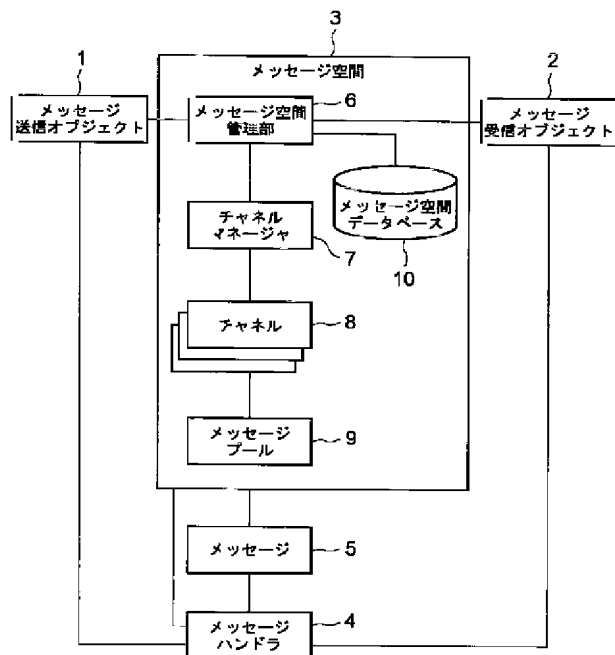 3
1
メッセージ空間
2
6
メッセージ
送信オブジェクト
メッセージ空間
管理部
メッセージ
受信オブジェクト
チャネル
マネージャ
7
メッセージ空間
データベース
10
チャネル
8
メッセージ
プール
9
メッセージ
5
メッセージ
ハンドラ
4